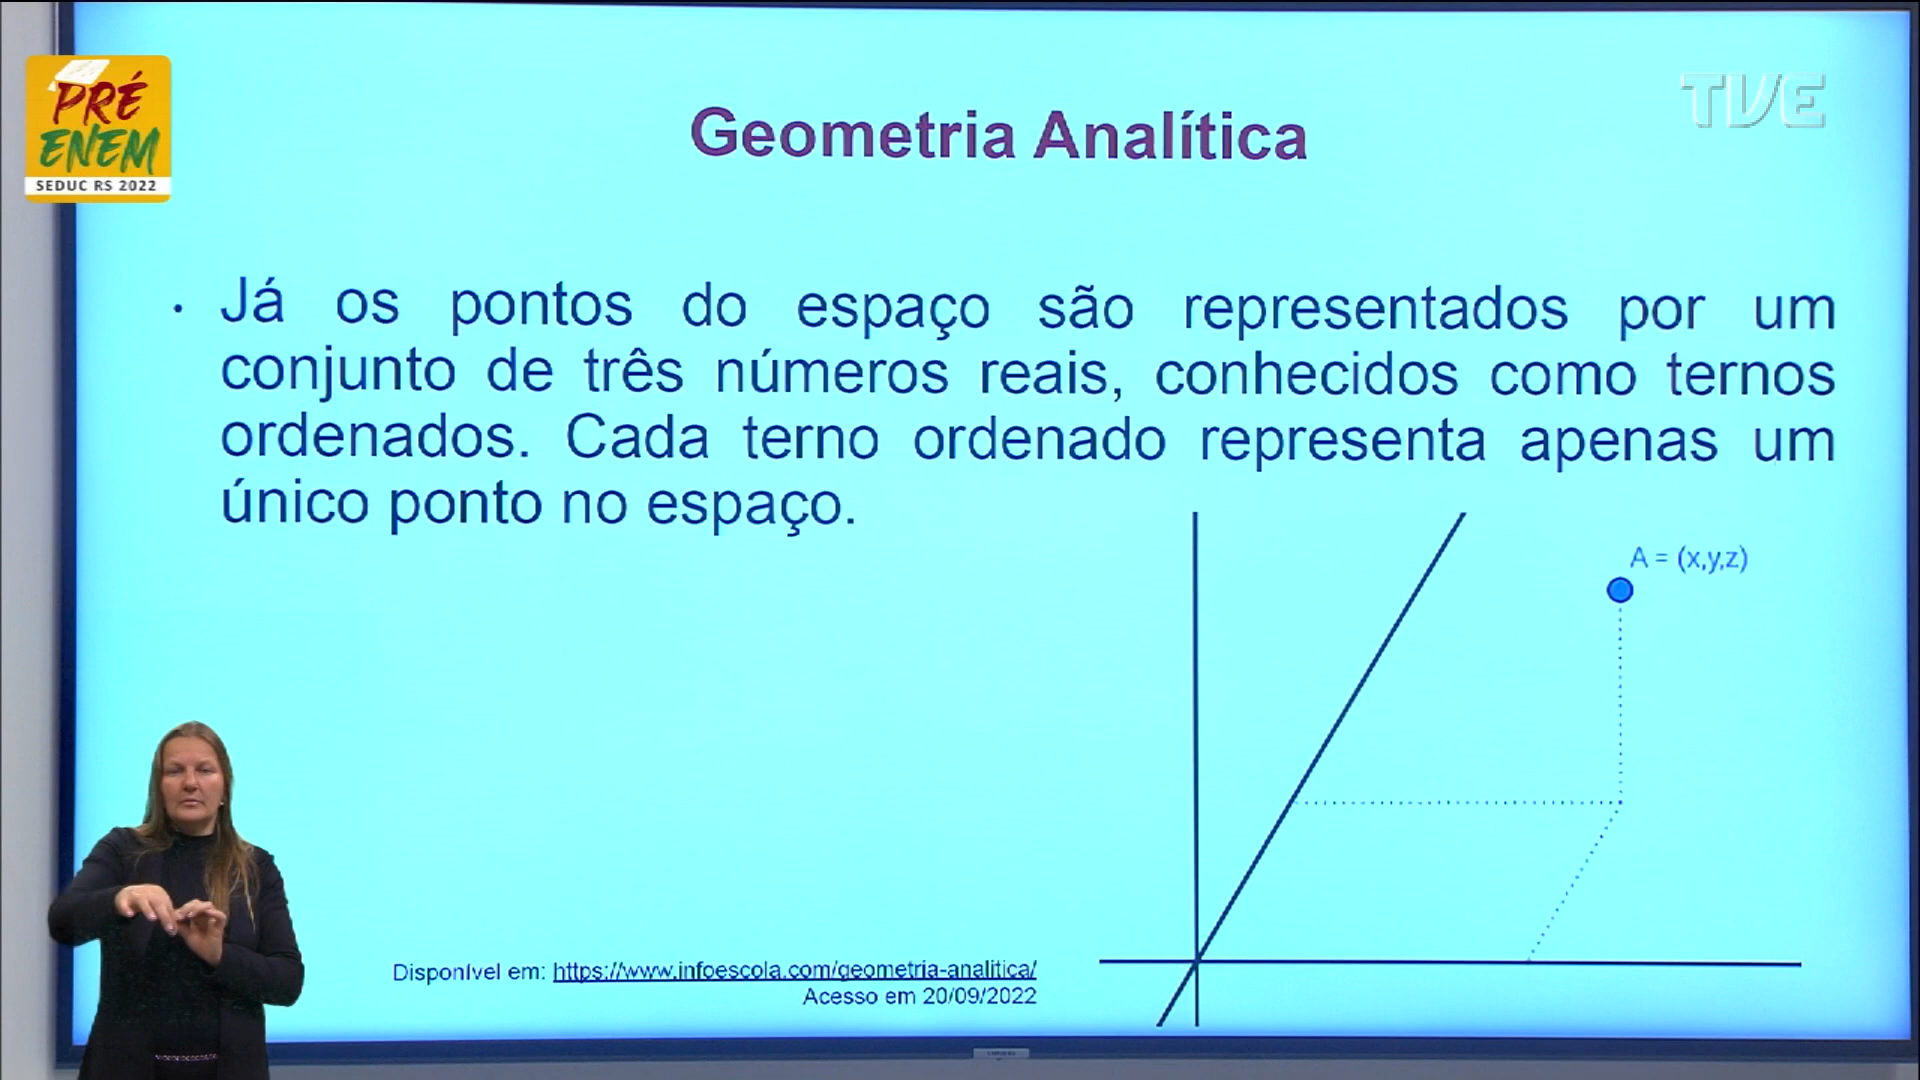 PRÉ
ENEM
SEDUC RS 2022
TVE
Geometria Analítica
• Já os pontos do espaço são representados por um
conjunto de três números reais, conhecidos como ternos
ordenados. Cada terno ordenado representa apenas um
único ponto no espaço.
A = (x,y,z)
Disponível em: https://www.infoescola.com/geometria-analitica/
Acesso em 20/09/2022